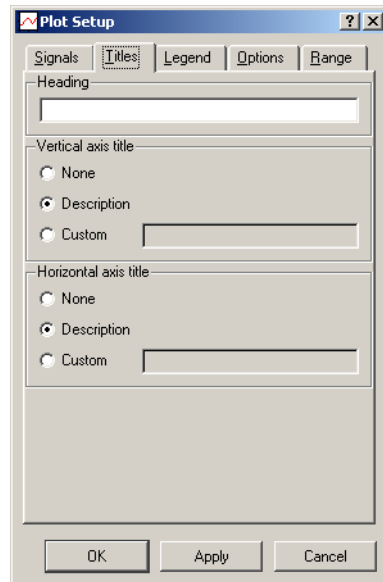 Plot Setup
Signals Titles Legend Options Range
Heading
Vertical axis title
None
Description
Custom
Horizontal axis title
None
Description
Custom
OK Apply Cancel